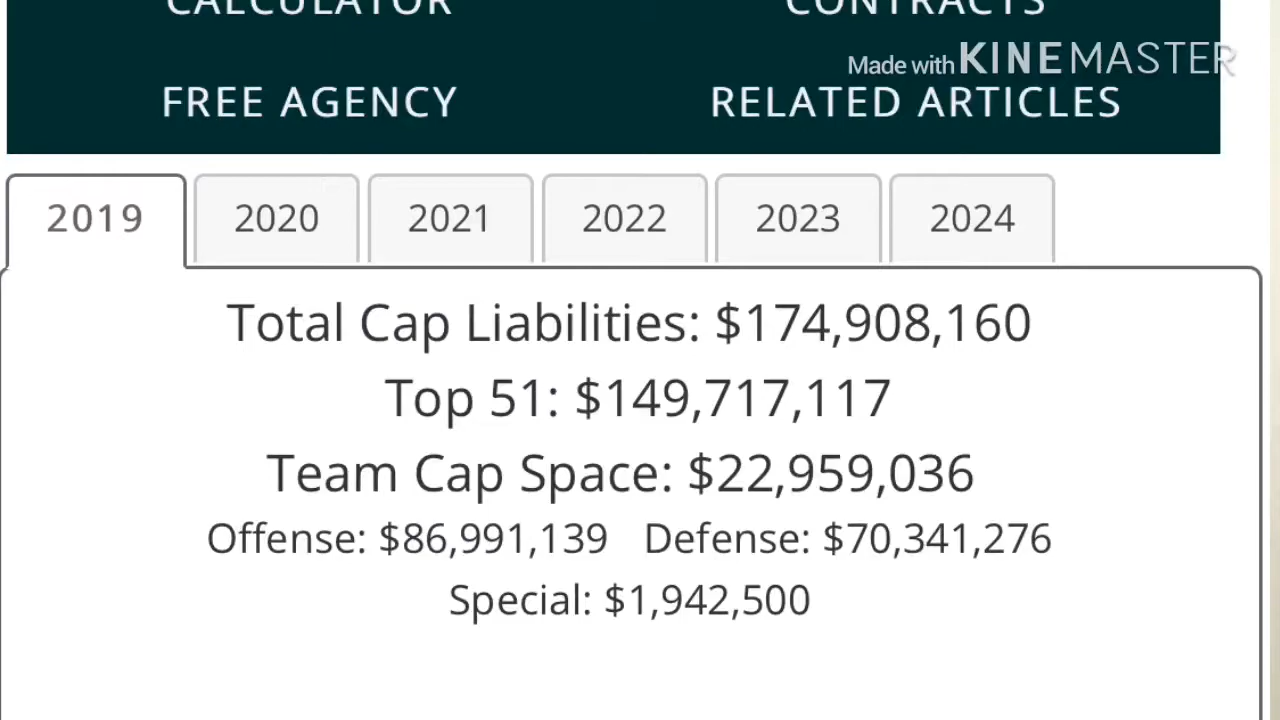 CALCULATOR CONTRACTS
Made with KINEMASTER
FREE AGENCY RELATED ARTICLES
2019 2020 2021 2022 2023 2024
Total Cap Liabilities: $174,908,160
Top 51: $149,717,117
Team Cap Space: $22,959,036
Offense: $86,991,139 Defense: $70,341,276
Special: $1,942,500